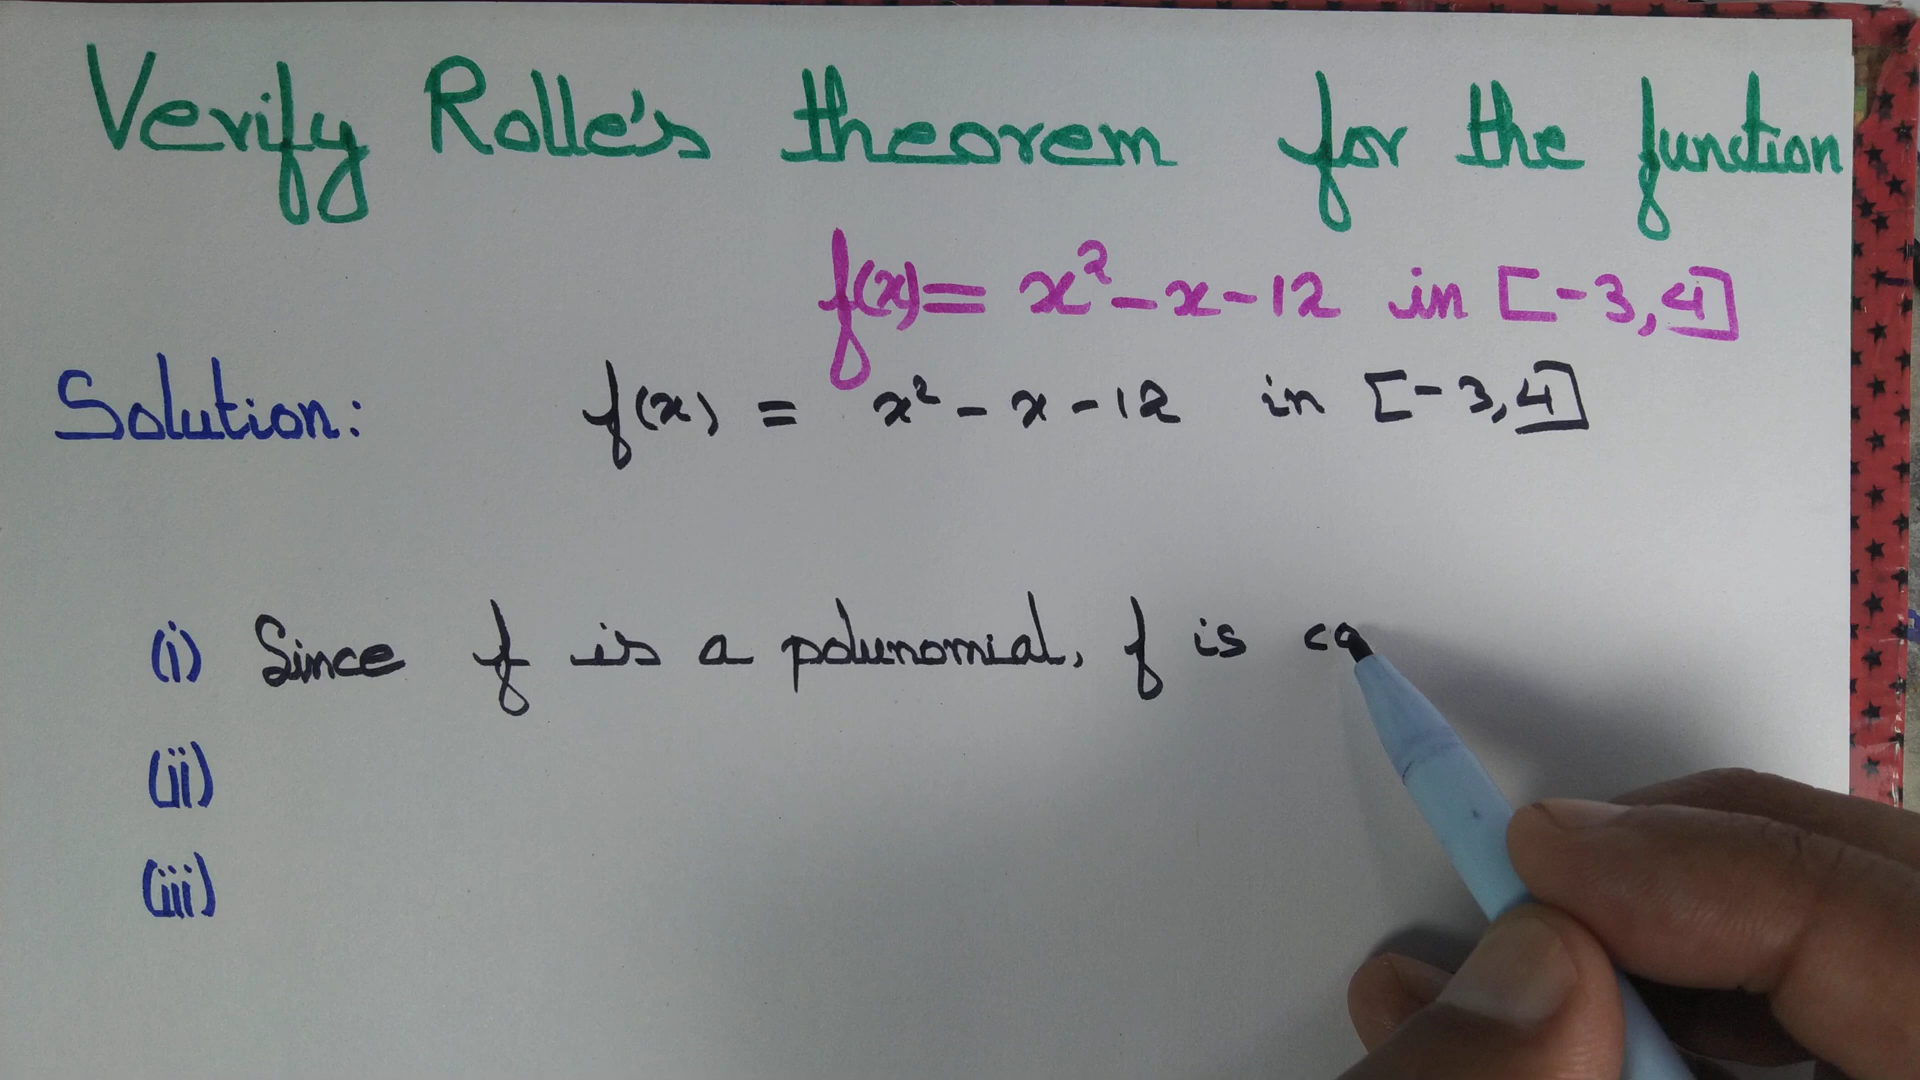 Verify Rolle's theorem for the function
f(x) = x² - x - 12 in [-3, 4]
Solution: f(x) = x² - x - 12 in [-3, 4]
(i) Since f is a polunomial, f is co
(ii)
(iii)